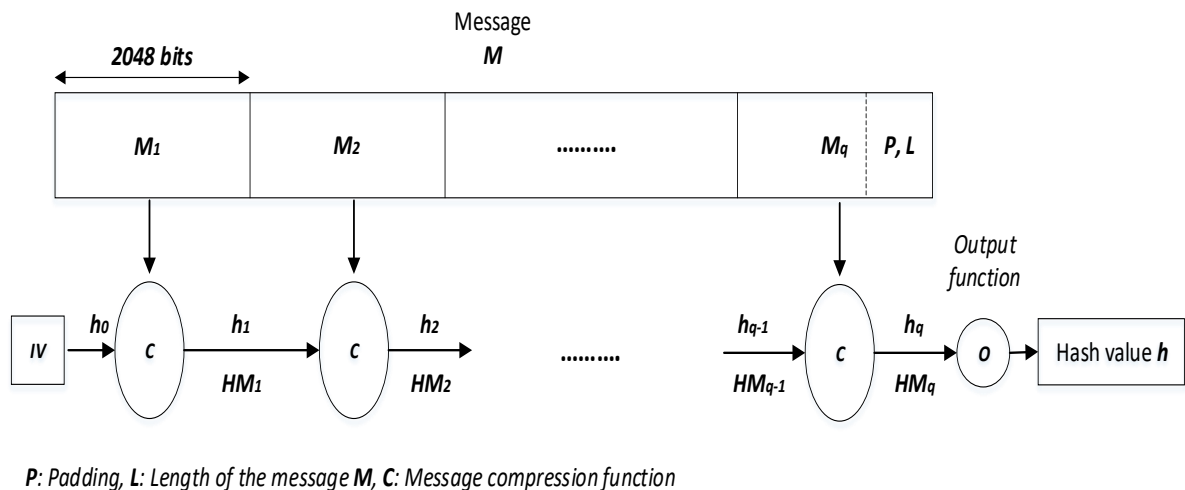 Message
M
2048 bits
M1 M2 .......... Mq P, L
Output
function
h0 h1 h2 hq-1 hq
IV C C .......... C O Hash value h
HM1 HM2 HMq-1 HMq
P: Padding, L: Length of the message M, C: Message compression function